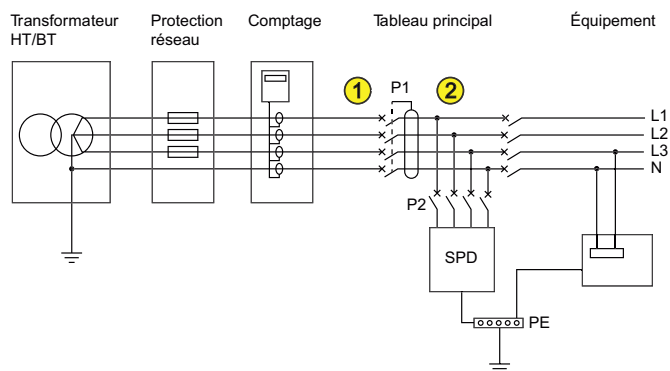 Transformateur
HT/BT
Protection
réseau
Comptage
Tableau principal
Équipement
1
P1
2
L1
L2
L3
N
P2
SPD
PE